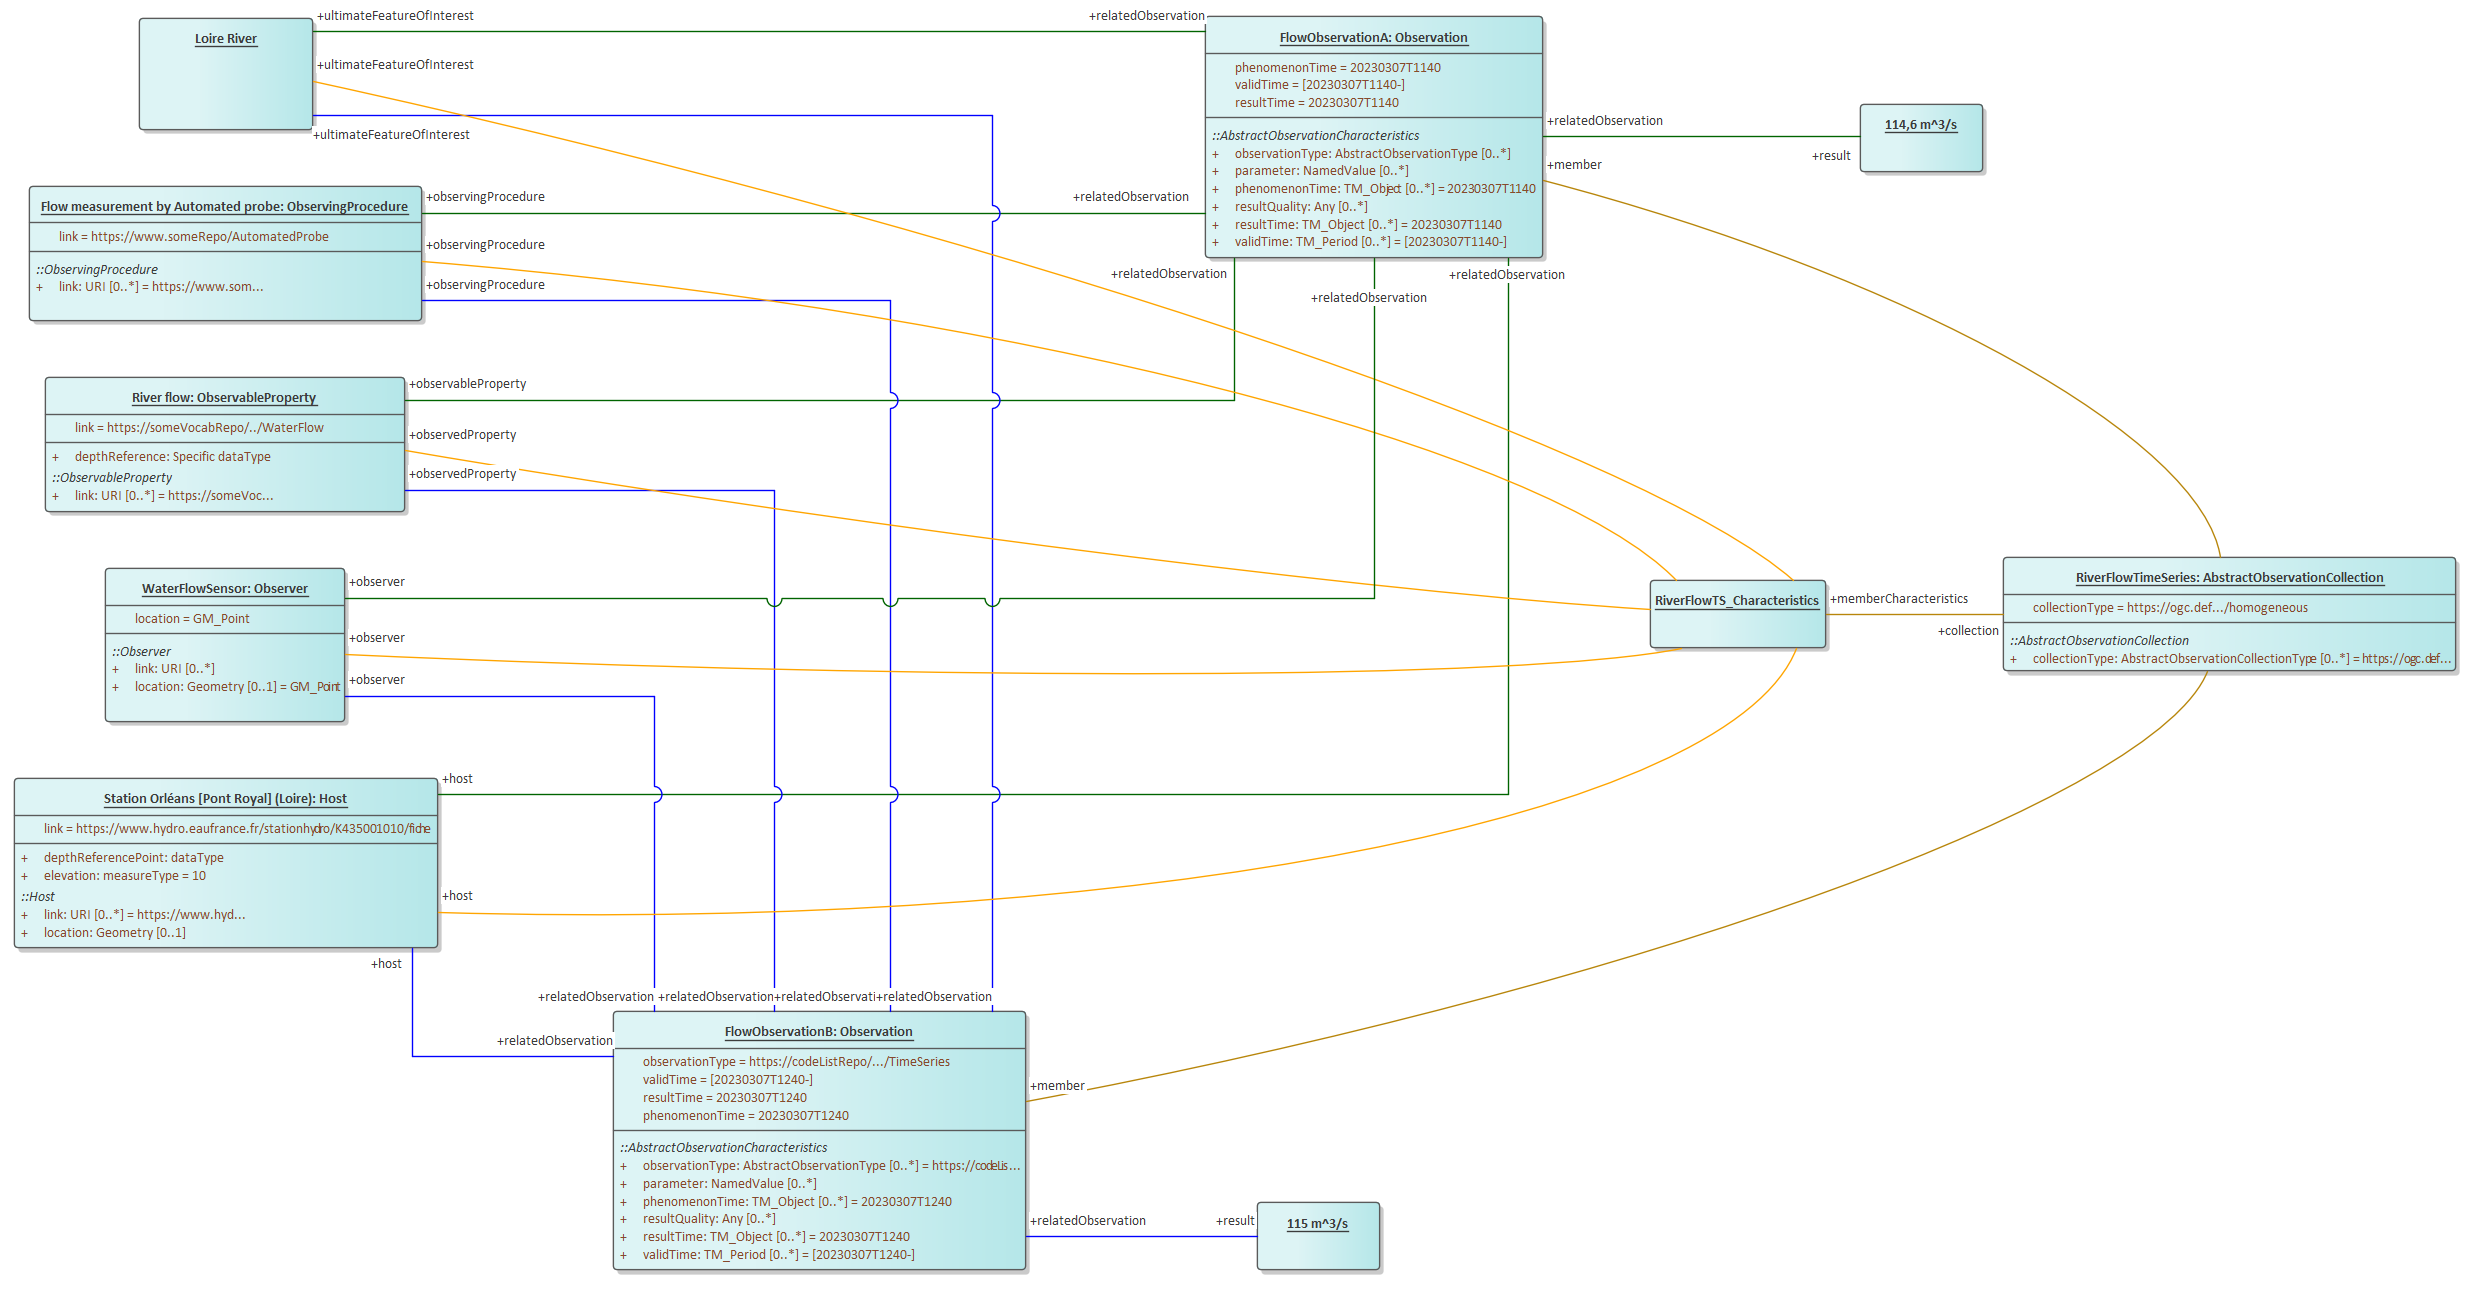 +ultimateFeatureOfInterest
+relatedObservation
Loire River
+ultimateFeatureOfInterest
+ultimateFeatureOfInterest
FlowObservationA: Observation
phenomenonTime = 20230307T1140
validTime = [20230307T1140-]
resultTime = 20230307T1140
::AbstractObservationCharacteristics
+ observationType: AbstractObservationType [0..*]
+ parameter: NamedValue [0..*]
+ phenomenonTime: TM_Object [0..*] = 20230307T1140
+ resultQuality: Any [0..*]
+ resultTime: TM_Object [0..*] = 20230307T1140
+ validTime: TM_Period [0..*] = [20230307T1140-]
+relatedObservation
+result
114,6 m^3/s
+member
Flow measurement by Automated probe: ObservingProcedure
link = https://www.someRepo/AutomatedProbe
::ObservingProcedure
+ link: URI [0..*] = https://www.som...
+observingProcedure
+relatedObservation
+observingProcedure
+observingProcedure
+relatedObservation
+relatedObservation
+relatedObservation
River flow: ObservableProperty
link = https://someVocabRepo/../WaterFlow
+ depthReference: Specific dataType
::ObservableProperty
+ link: URI [0..*] = https://someVoc...
+observableProperty
+observedProperty
+observedProperty
WaterFlowSensor: Observer
location = GM_Point
::Observer
+ link: URI [0..*]
+ location: Geometry [0..1] = GM_Point
+observer
+observer
+observer
RiverFlowTS_Characteristics
+memberCharacteristics
+collection
RiverFlowTimeSeries: AbstractObservationCollection
collectionType = https://ogc.def.../homogeneous
::AbstractObservationCollection
+ collectionType: AbstractObservationCollectionType [0..*] = https://ogc.def...
Station Orléans [Pont Royal] (Loire): Host
link = https://www.hydro.eaufrance.fr/stationhydro/K435001010/fiche
+ depthReferencePoint: dataType
+ elevation: measureType = 10
::Host
+ link: URI [0..*] = https://www.hyd...
+ location: Geometry [0..1]
+host
+host
+host
+relatedObservation +relatedObservation+relatedObservati+relatedObservation
+relatedObservation
FlowObservationB: Observation
observationType = https://codeListRepo/.../TimeSeries
validTime = [20230307T1240-]
resultTime = 20230307T1240
phenomenonTime = 20230307T1240
::AbstractObservationCharacteristics
+ observationType: AbstractObservationType [0..*] = https://codeLis...
+ parameter: NamedValue [0..*]
+ phenomenonTime: TM_Object [0..*] = 20230307T1240
+ resultQuality: Any [0..*]
+ resultTime: TM_Object [0..*] = 20230307T1240
+ validTime: TM_Period [0..*] = [20230307T1240-]
+member
+relatedObservation
+result
115 m^3/s